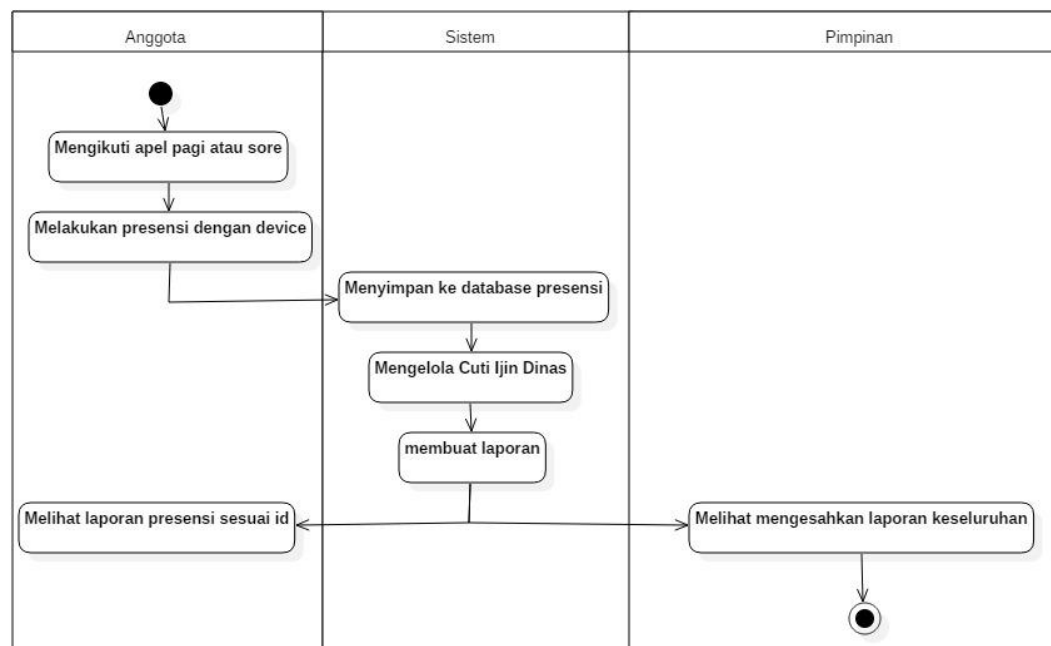 Anggota
Sistem
Pimpinan
Mengikuti apel pagi atau sore
Melakukan presensi dengan device
Menyimpan ke database presensi
Mengelola Cuti Ijin Dinas
membuat laporan
Melihat laporan presensi sesuai id
Melihat mengesahkan laporan keseluruhan